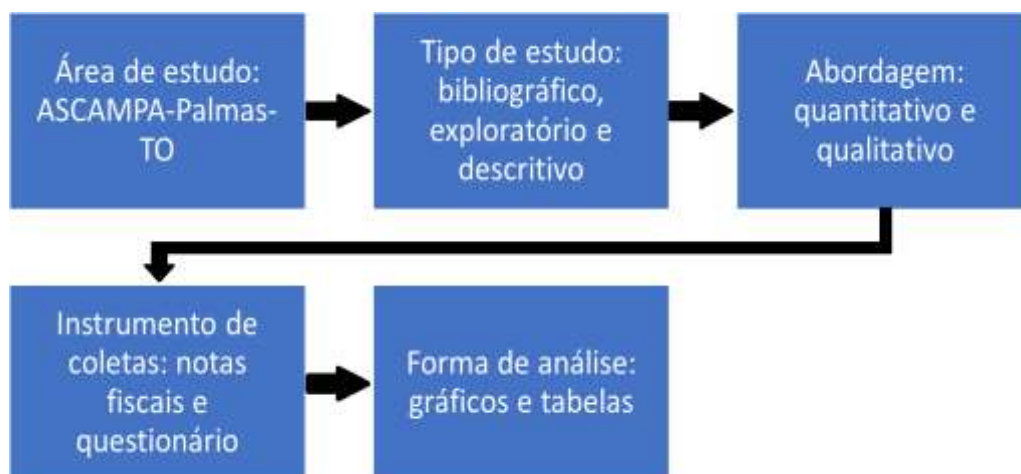 Área de estudo:
ASCAMPA-Palmas-
TO
Tipo de estudo:
bibliográfico,
exploratório e
descritivo
Abordagem:
quantitativo e
qualitativo
Instrumento de
coletas: notas
fiscais e
questionário
Forma de análise:
gráficos e tabelas